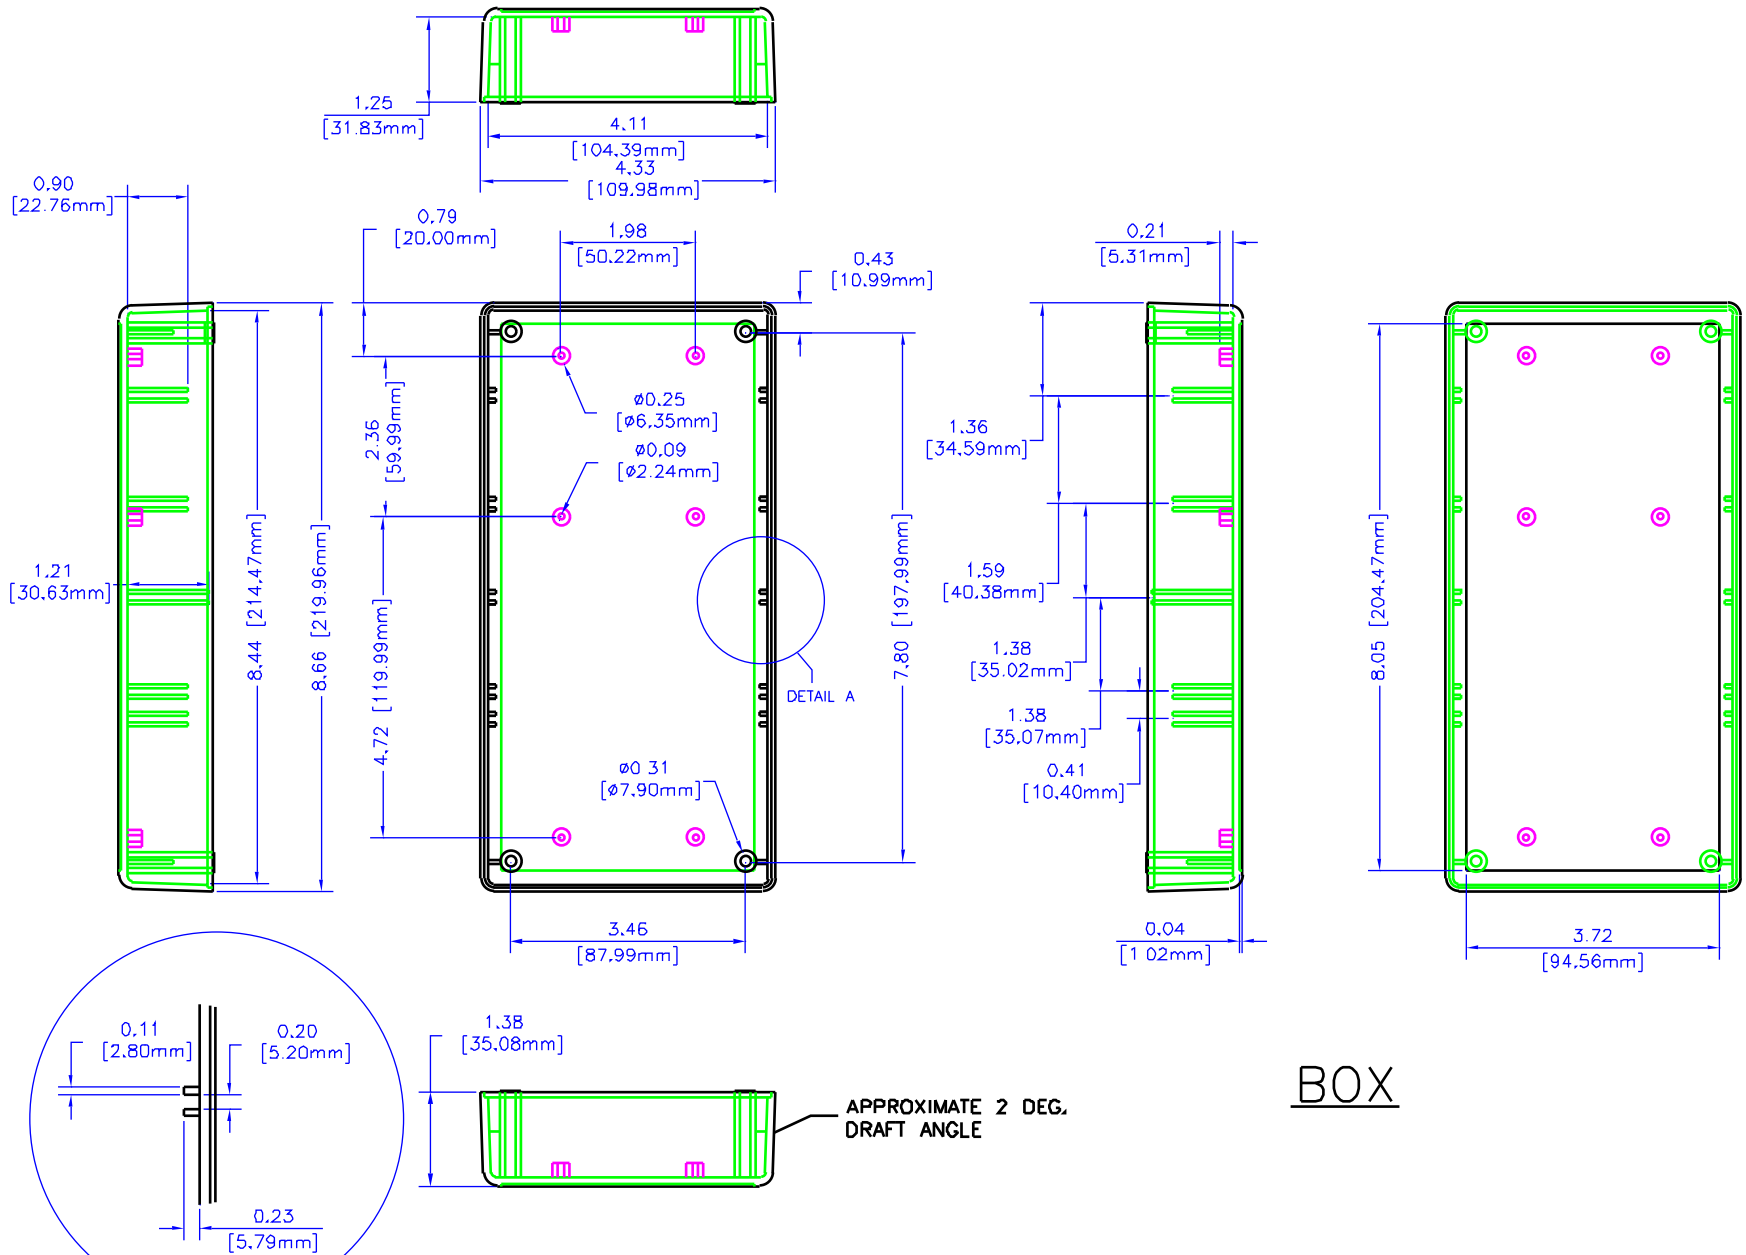 1.25
[31.83mm]
4.11
[104.39mm]
4.33
[109.98mm]
0.90
[22.76mm]
0.79
[20.00mm]
1.98
[50.22mm]
0.43
[10.99mm]
0.21
[5.31mm]
2.36
[59.99mm]
ø0.25
[ø6.35mm]
ø0.09
[ø2.24mm]
1.36
[34.59mm]
1.21
[30.63mm]
8.44 [214.47mm]
8.66 [219.96mm]
4.72 [119.99mm]
7.80 [197.99mm]
1.59
[40.38mm]
8.05 [204.47mm]
1.38
[35.02mm]
DETAIL A
1.38
[35.07mm]
ø0 31
[ø7.90mm]
0.41
[10.40mm]
3.46
[87.99mm]
0.04
[1 02mm]
3.72
[94.56mm]
0.11
[2.80mm]
0.20
[5.20mm]
1.38
[35.08mm]
BOX
APPROXIMATE 2 DEG.
DRAFT ANGLE
0.23
[5.79mm]